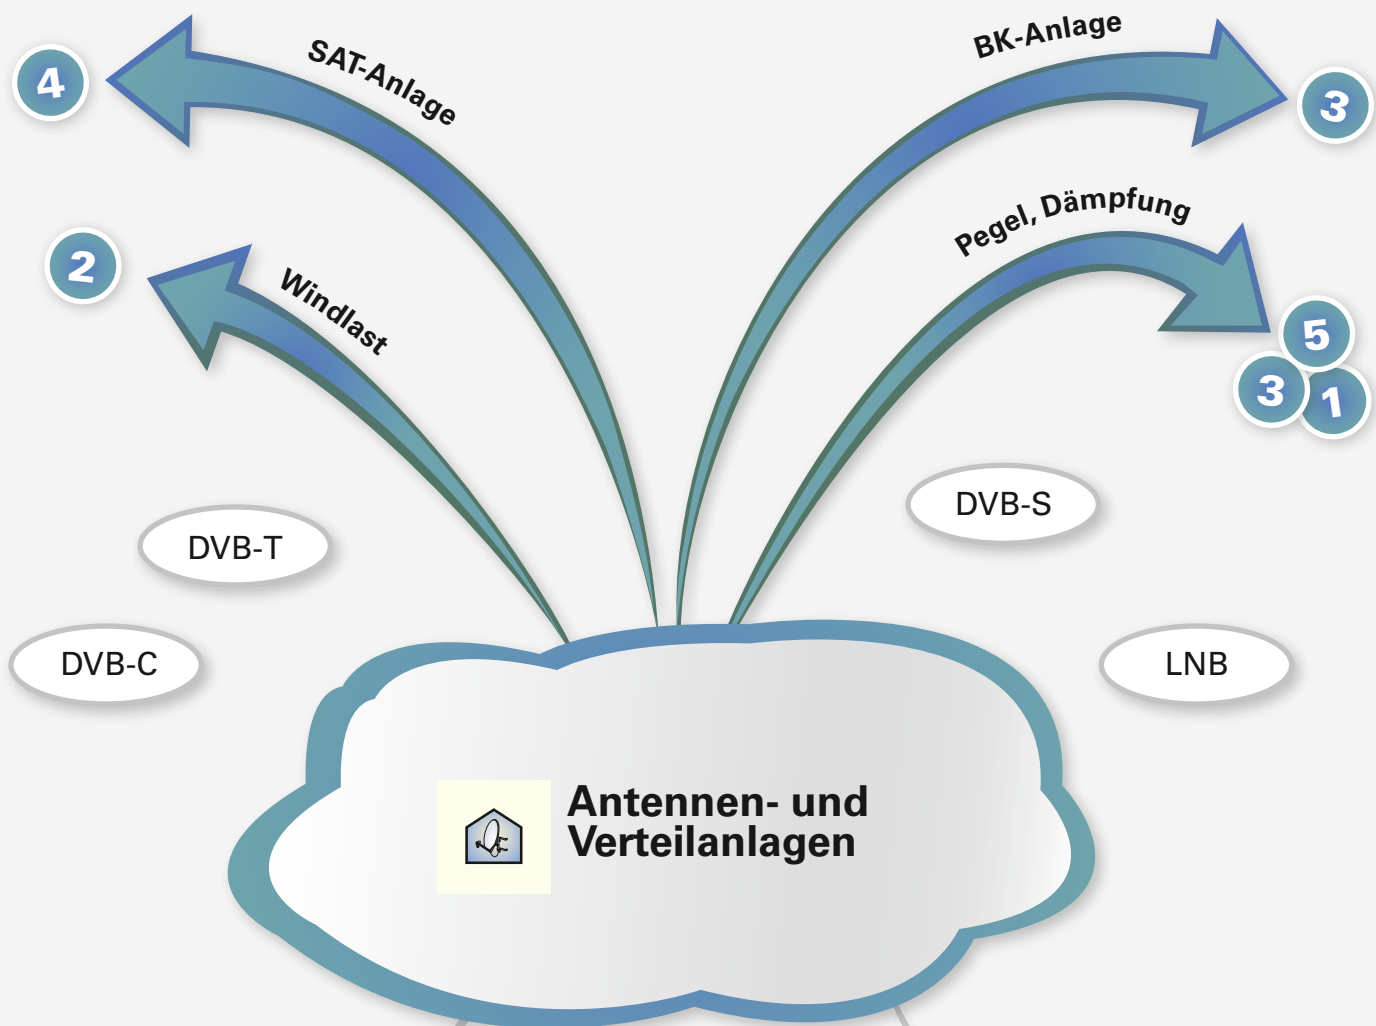 SAT-Anlage
4
BK-Anlage
3
Windlast
2
Pegel, Dämpfung
5
3
1
DVB-T
DVB-S
DVB-C
LNB
Antennen- und
Verteilanlagen